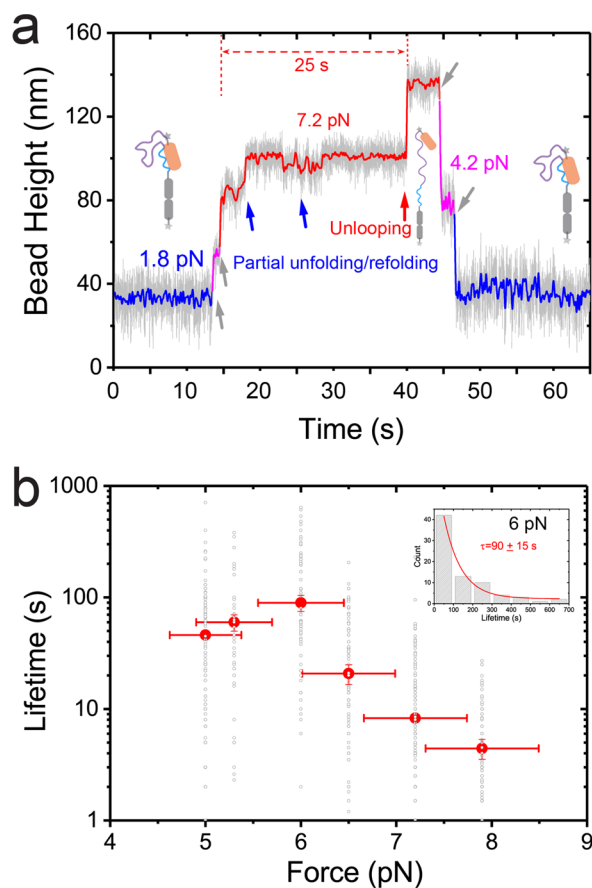 a
Bead Height (nm)
160
120
80
40
0
25 s
7.2 pN
4.2 pN
1.8 pN
Unlooping
Partial unfolding/refolding
0 10 20 30 40 50 60
Time (s)
b
Lifetime (s)
1000
100
10
1
6 pN
τ=90 ± 15 s
Count
40
30
20
10
0
0 100 200 300 400 500 600 700
Lifetime (s)
4 5 6 7 8 9
Force (pN)